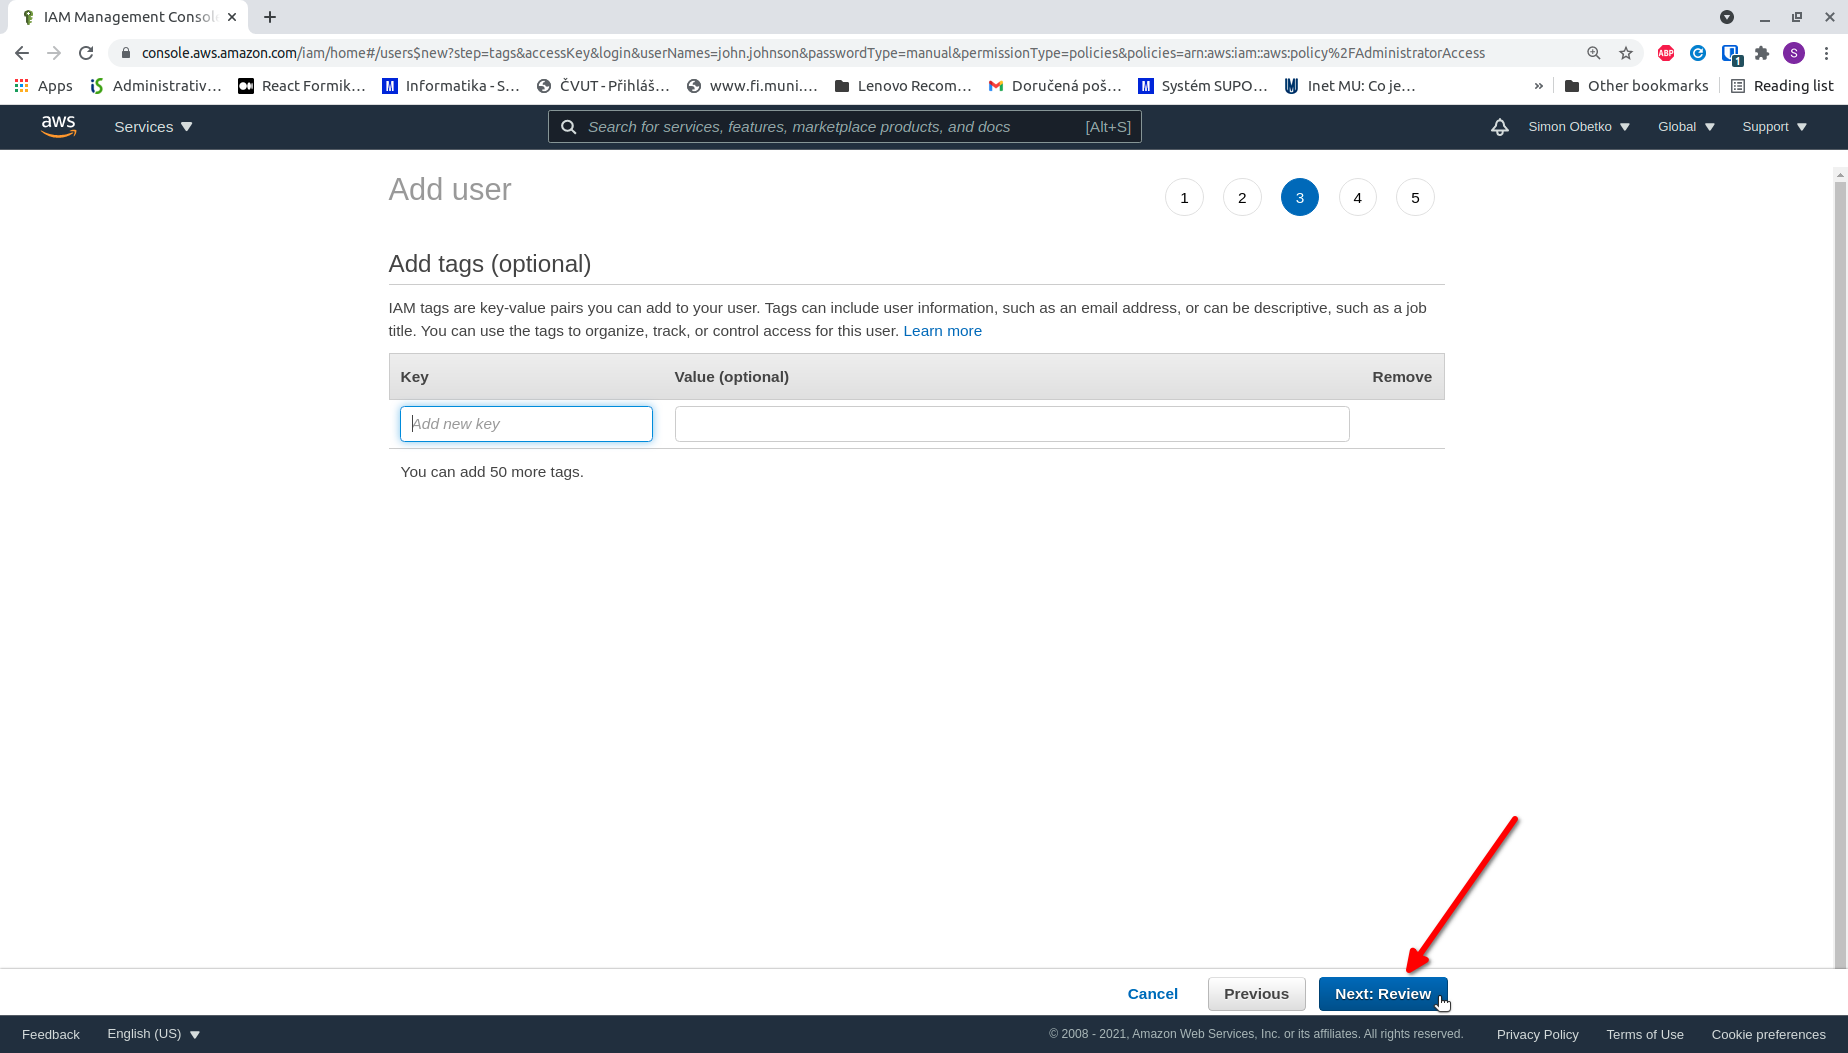 IAM Management Consol
console.aws.amazon.com/iam/home#/users$new?step=tags&accessKey&login&userNames=john.johnson&passwordType=manual&permissionType=policies&policies=arn:aws:iam::aws:policy%2FAdministratorAccess
ABP
1
S
Apps
Administrativ...
React Formik...
M Informatika - S...
ČVUT - Přihláš...
www.fi.muni....
Lenovo Recom...
Doručená poš...
M Systém SUPO...
Inet MU: Co je...
»
Other bookmarks
Reading list
aws
Services
Search for services, features, marketplace products, and docs [Alt+S]
Simon Obetko
Global
Support
Add user
1 2 3 4 5
Add tags (optional)
IAM tags are key-value pairs you can add to your user. Tags can include user information, such as an email address, or can be descriptive, such as a job
title. You can use the tags to organize, track, or control access for this user. Learn more
Key Value (optional) Remove
Add new key
You can add 50 more tags.
Cancel Previous Next: Review
Feedback English (US) © 2008 - 2021, Amazon Web Services, Inc. or its affiliates. All rights reserved. Privacy Policy Terms of Use Cookie preferences